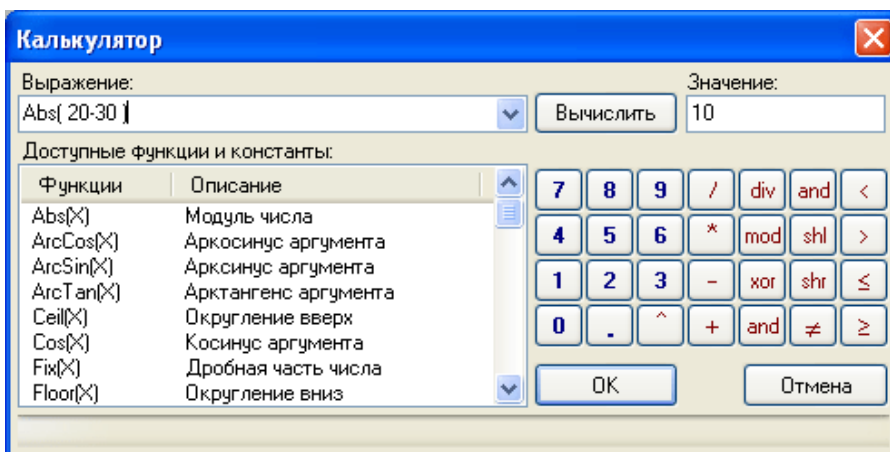 Калькулятор
Выражение: Значение:
Abs( 20-30 ) Вычислить 10
Доступные функции и константы:
Функции Описание 7 8 9 / div and <
Abs(X) Модуль числа
ArcCos(X) Аркосинус аргумента 4 5 6 * mod shl >
ArcSin(X) Арксинус аргумента
ArcTan(X) Арктангенс аргумента 1 2 3 - xor shr ≤
Ceil(X) Округление вверх
Cos(X) Косинус аргумента 0 . ^ + and ≠ ≥
Fix(X) Дробная часть числа
Floor(X) Округление вниз OK Отмена